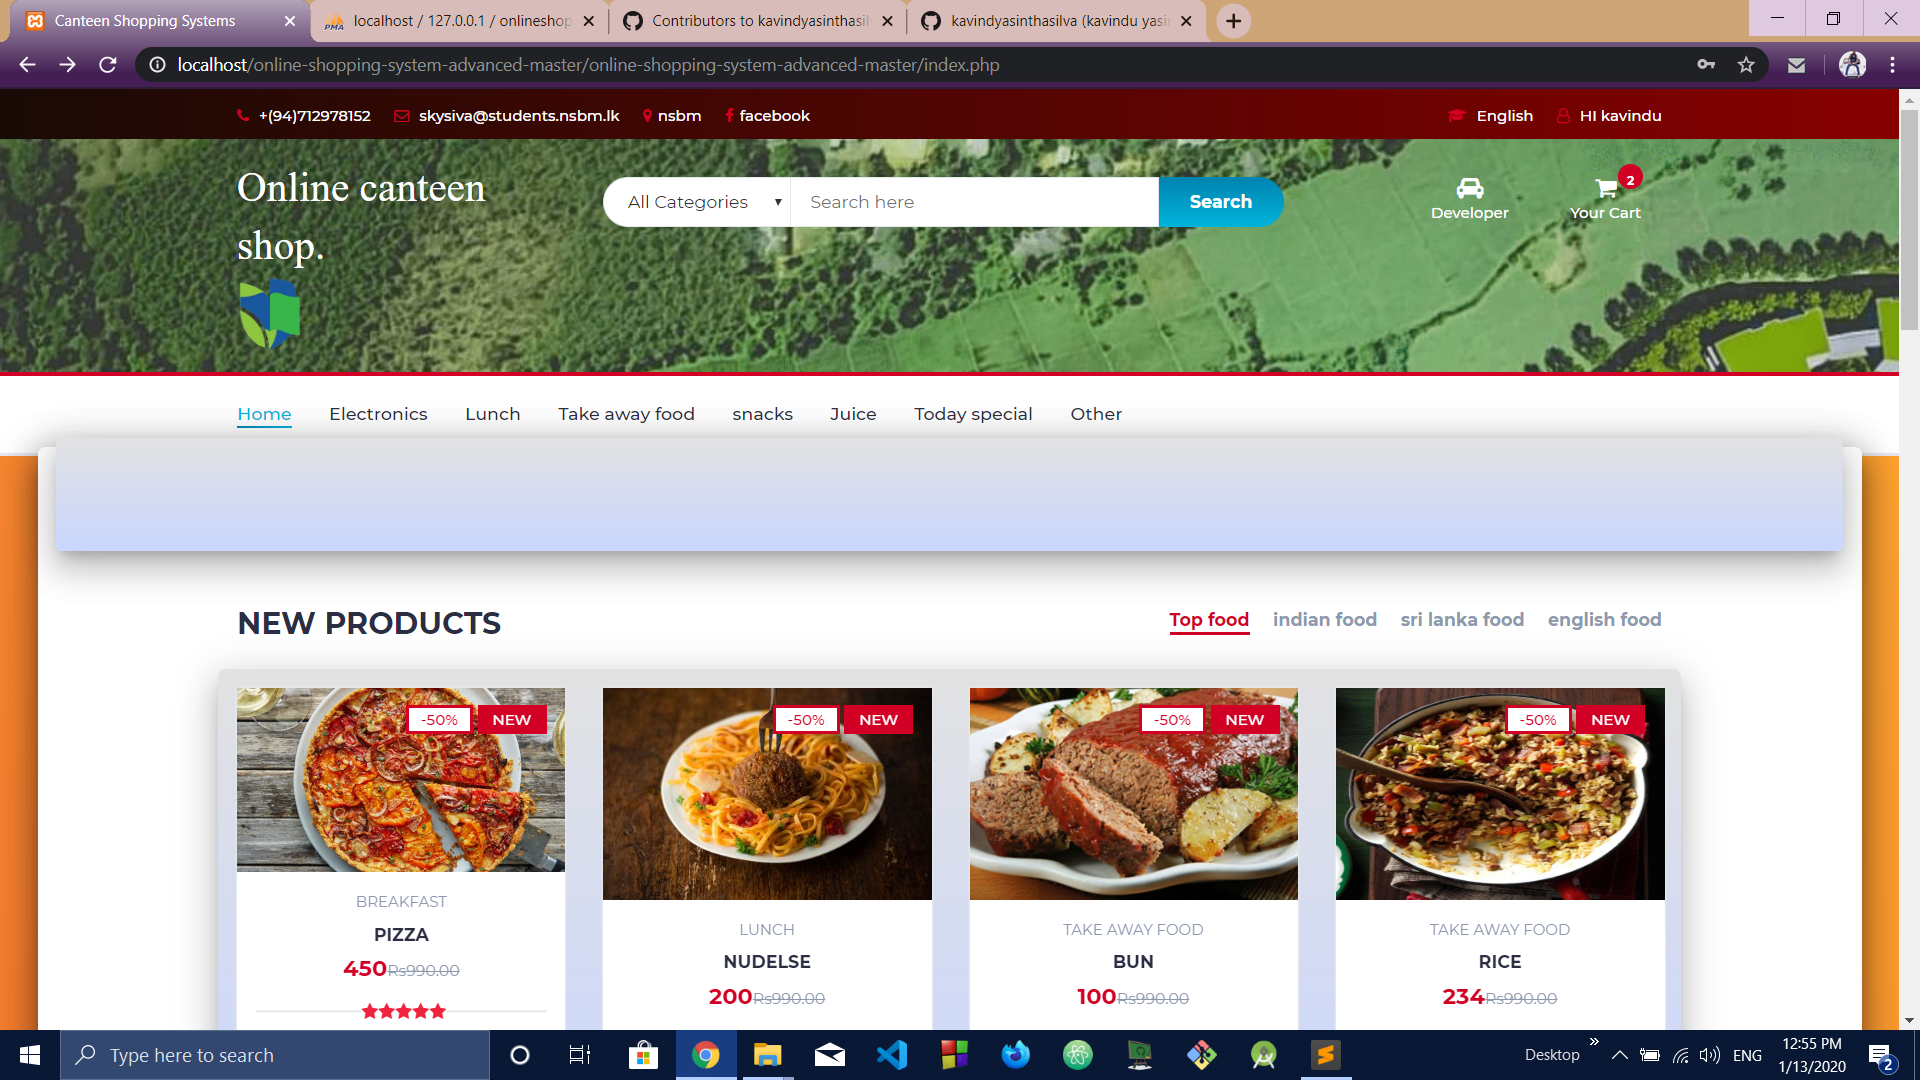 Canteen Shopping Systems
localhost / 127.0.0.1 / onlineshop
Contributors to kavindyasinthasil
kavindyasinthasilva (kavindu yasi
localhost/online-shopping-system-advanced-master/online-shopping-system-advanced-master/index.php
+(94)712978152 skysiva@students.nsbm.lk nsbm facebook English HI kavindu
Online canteen
shop.
All Categories Search here Search
Developer
2
Your Cart
Home Electronics Lunch Take away food snacks Juice Today special Other
NEW PRODUCTS
Top food indian food sri lanka food english food
-50% NEW
BREAKFAST
PIZZA
450Rs990.00
-50% NEW
LUNCH
NUDELSE
200Rs990.00
-50% NEW
TAKE AWAY FOOD
BUN
100Rs990.00
-50% NEW
TAKE AWAY FOOD
RICE
234Rs990.00
Type here to search
Desktop
ENG
12:55 PM
1/13/2020
2